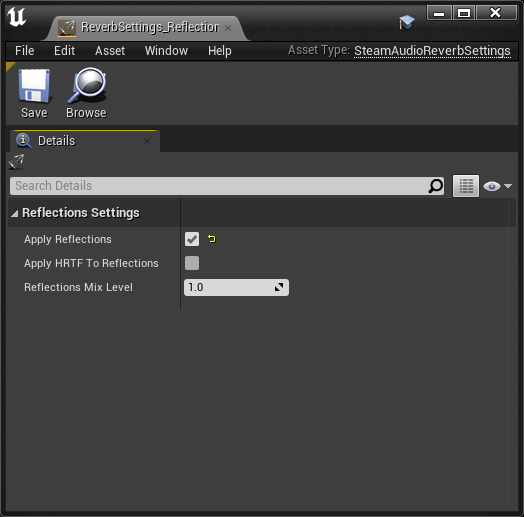 ReverbSettings_Reflection
File Edit Asset Window Help Asset Type: SteamAudioReverbSettings
Save Browse
Details
Search Details
Reflections Settings
Apply Reflections
Apply HRTF To Reflections
Reflections Mix Level 1.0